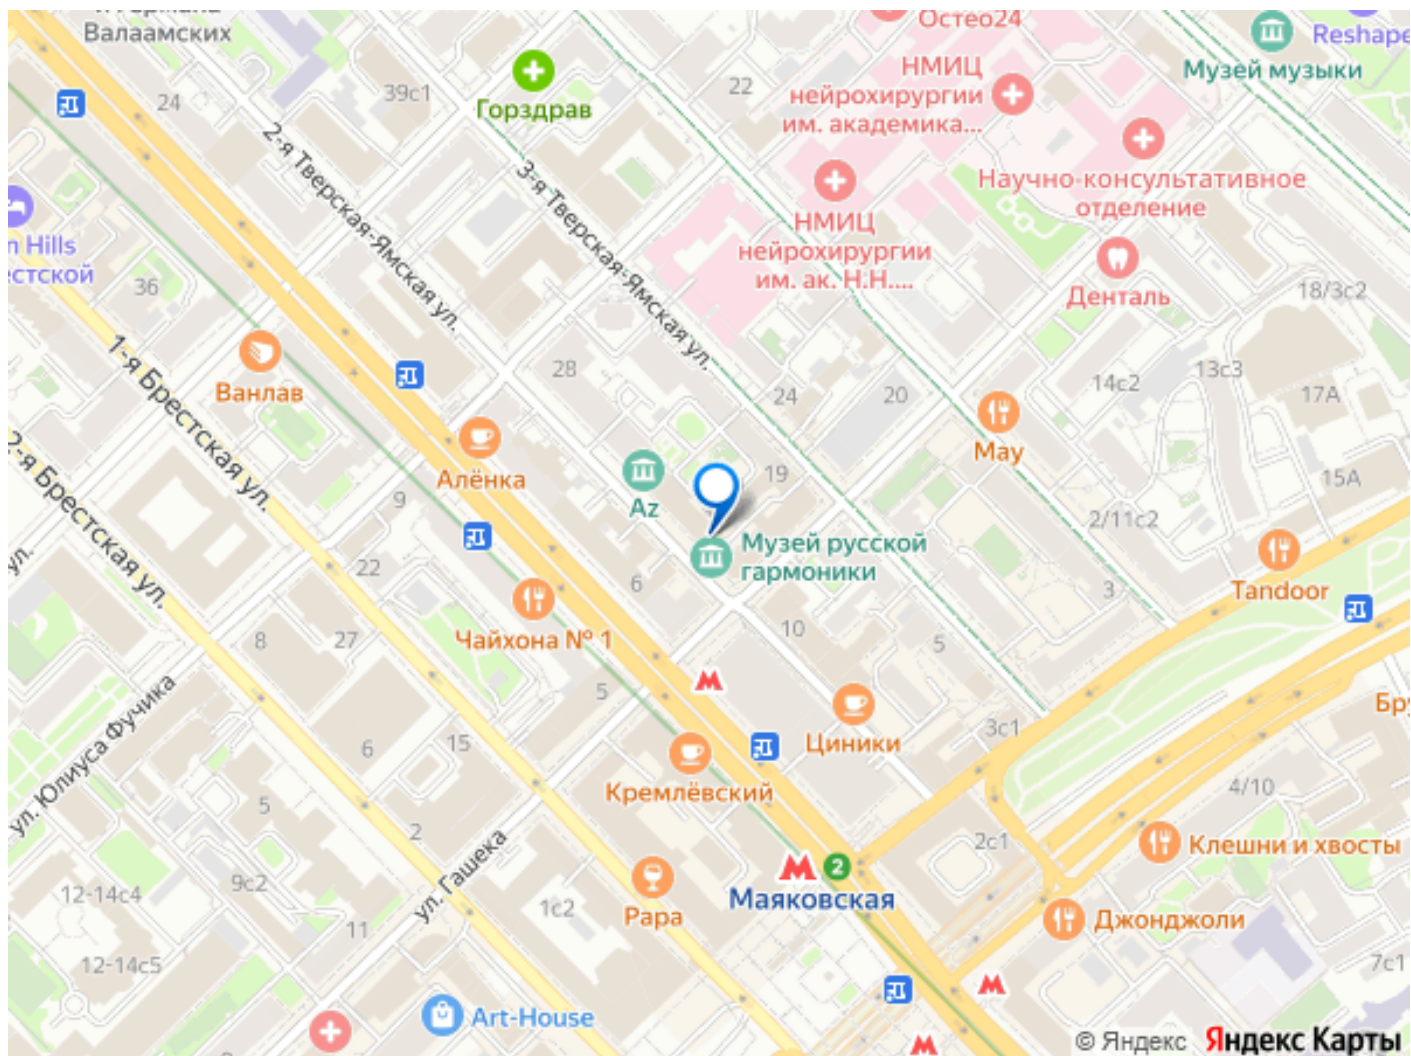 Валаамских
Остео24
Reshape
Музей музыки
24
39с1
Горздрав
22
НМИЦ
нейрохирургии
им. академика...
Научно-консультативное
отделение
2-я Тверская-Ямская ул.
3-я Тверская-Ямская ул.
НМИЦ
нейрохирургии
им. ак. Н.Н....
n Hills
естской
36
Денталь
18/3с2
Ванлав
1-я Брестская ул.
28
24
20
14с2
13с3
17А
Алёнка
Мау
2-я Брестская ул.
9
Az
19
15А
2/11с2
Музей русской
гармоники
22
6
3
Tandoor
ул.
Чайхона № 1
8
27
10
5
5
ул. Юлиуса Фучика
6
15
Циники
3с1
Бру
Кремлёвский
5
2
4/10
2с1
Клешни и хвосты
ул. Гашека
2
Маяковская
12-14с4
9с2
1с2
Papa
Джонджоли
11
12-14с5
7с1
Art-House
© Яндекс Яндекс Карты